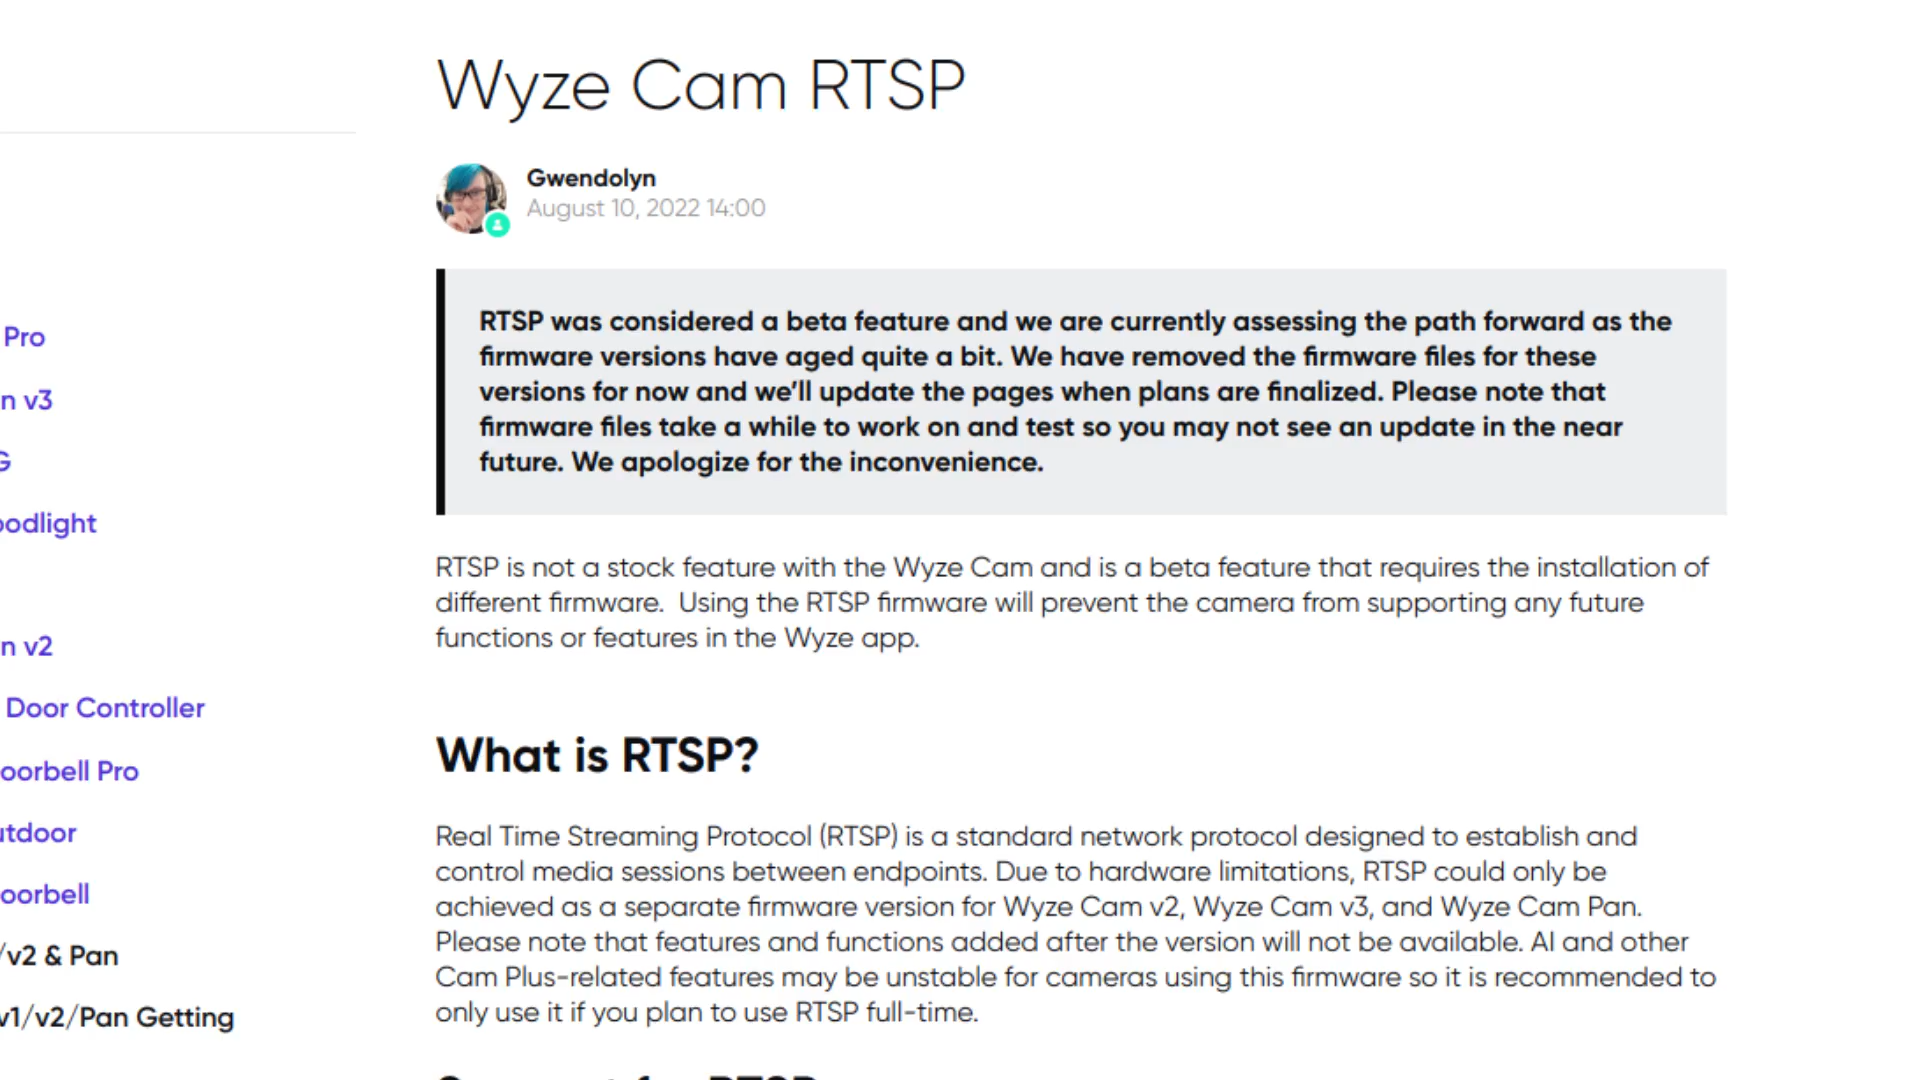 Wyze Cam RTSP
Gwendolyn
August 10, 2022 14:00
RTSP was considered a beta feature and we are currently assessing the path forward as the
firmware versions have aged quite a bit. We have removed the firmware files for these
versions for now and we’ll update the pages when plans are finalized. Please note that
firmware files take a while to work on and test so you may not see an update in the near
future. We apologize for the inconvenience.
RTSP is not a stock feature with the Wyze Cam and is a beta feature that requires the installation of
different firmware.  Using the RTSP firmware will prevent the camera from supporting any future
functions or features in the Wyze app.
What is RTSP?
Real Time Streaming Protocol (RTSP) is a standard network protocol designed to establish and
control media sessions between endpoints. Due to hardware limitations, RTSP could only be
achieved as a separate firmware version for Wyze Cam v2, Wyze Cam v3, and Wyze Cam Pan.
Please note that features and functions added after the version will not be available. AI and other
Cam Plus-related features may be unstable for cameras using this firmware so it is recommended to
only use it if you plan to use RTSP full-time.
Pro
n v3
G
oodlight
n v2
Door Controller
oorbell Pro
utdoor
oorbell
/v2 & Pan
v1/v2/Pan Getting